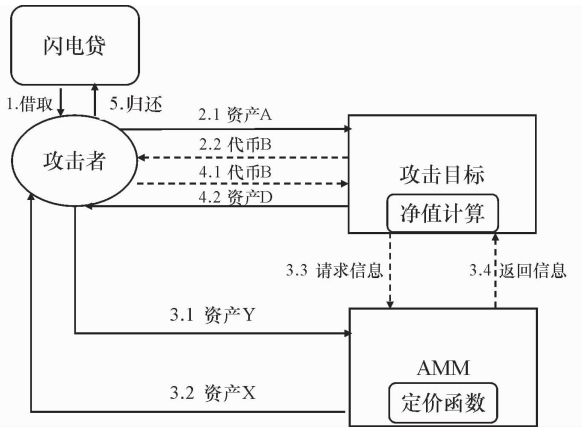 闪电贷
1.借取
5.归还
2.1 资产A
2.2 代币B
4.1 代币B
4.2 资产D
攻击者
攻击目标
净值计算
3.3 请求信息
3.4 返回信息
3.1 资产Y
AMM
3.2 资产X
定价函数